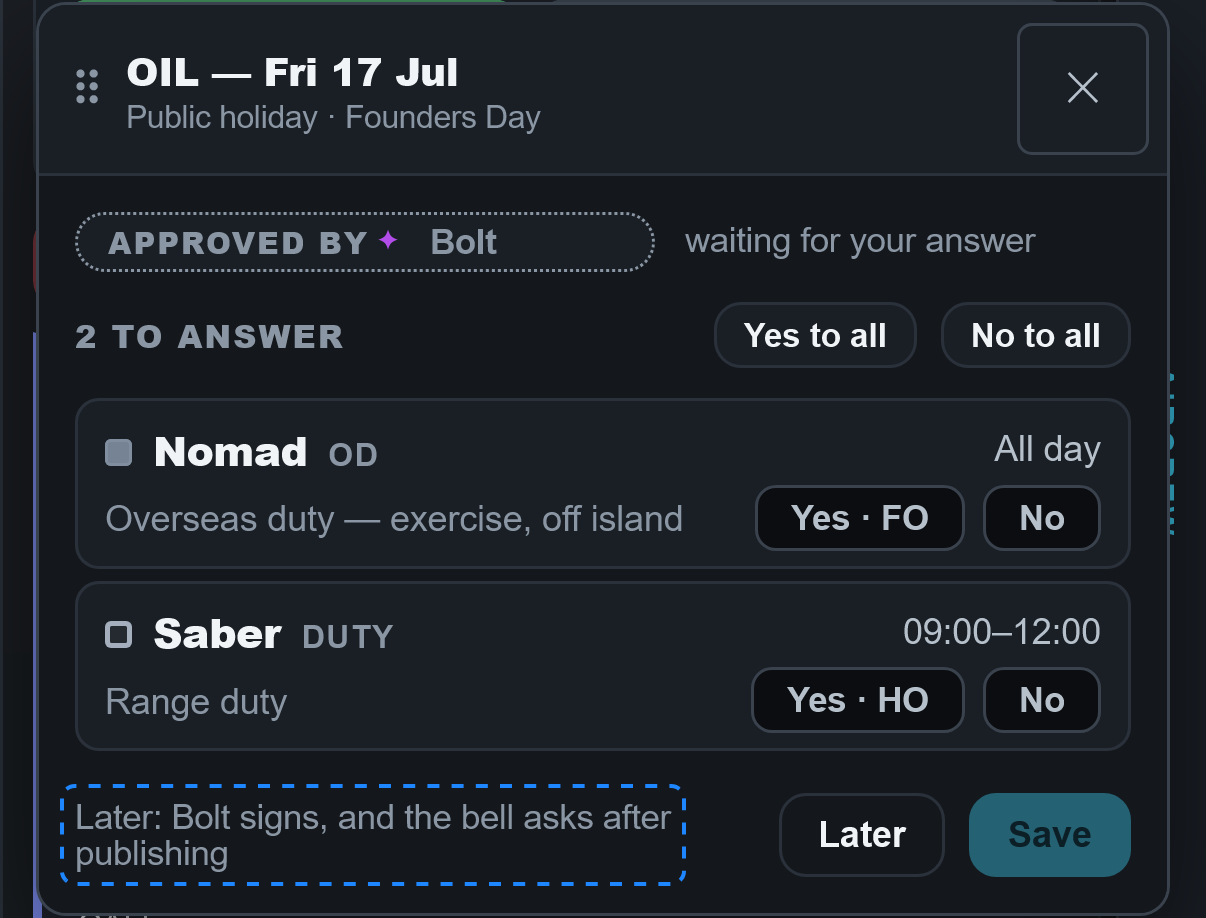 OIL — Fri 17 Jul
Public holiday · Founders Day
APPROVED BY ✦ Bolt waiting for your answer
2 TO ANSWER Yes to all No to all
Nomad OD All day
Overseas duty — exercise, off island Yes · FO No
Saber DUTY 09:00–12:00
Range duty Yes · HO No
Later: Bolt signs, and the bell asks after
publishing
Later Save